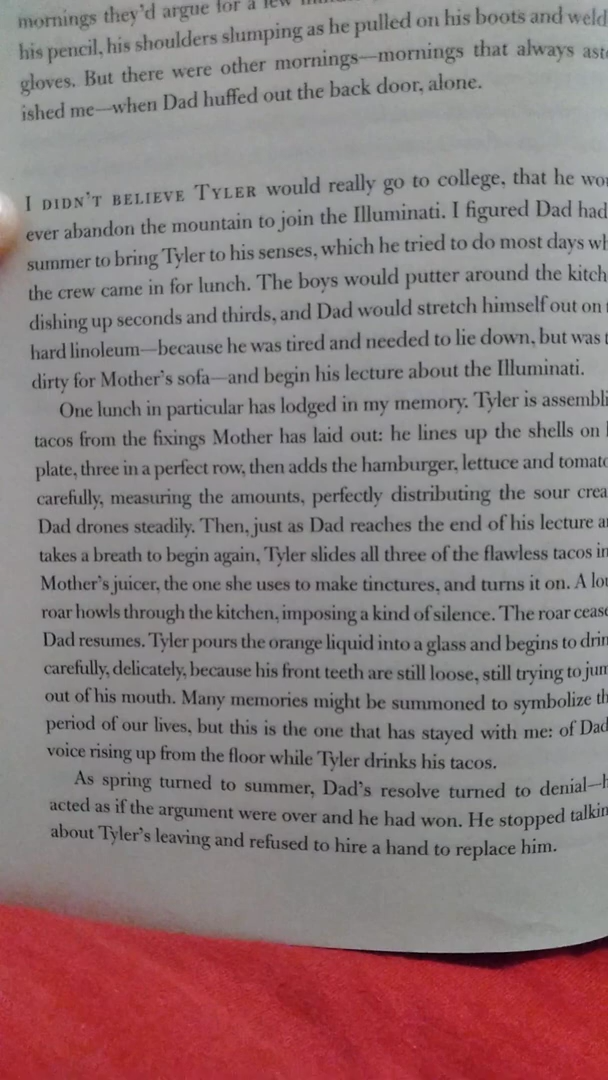 mornings they'd argue for a few
his pencil, his shoulders slumping as he pulled on his boots and weld
gloves. But there were other mornings—mornings that always ast
ished me—when Dad huffed out the back door, alone.
I DIDN'T BELIEVE TYLER would really go to college, that he wo
ever abandon the mountain to join the Illuminati. I figured Dad had
summer to bring Tyler to his senses, which he tried to do most days wh
the crew came in for lunch. The boys would putter around the kitch
dishing up seconds and thirds, and Dad would stretch himself out on
hard linoleum—because he was tired and needed to lie down, but was t
dirty for Mother's sofa—and begin his lecture about the Illuminati.
One lunch in particular has lodged in my memory. Tyler is assembli
tacos from the fixings Mother has laid out: he lines up the shells on
plate, three in a perfect row, then adds the hamburger, lettuce and tomato
carefully, measuring the amounts, perfectly distributing the sour crea
Dad drones steadily. Then, just as Dad reaches the end of his lecture a
takes a breath to begin again, Tyler slides all three of the flawless tacos in
Mother's juicer, the one she uses to make tinctures, and turns it on. A lou
roar howls through the kitchen, imposing a kind of silence. The roar cease
Dad resumes. Tyler pours the orange liquid into a glass and begins to drin
carefully, delicately, because his front teeth are still loose, still trying to jum
out of his mouth. Many memories might be summoned to symbolize th
period of our lives, but this is the one that has stayed with me: of Dad
voice rising up from the floor while Tyler drinks his tacos.
As spring turned to summer, Dad's resolve turned to denial—h
acted as if the argument were over and he had won. He stopped talkin
about Tyler's leaving and refused to hire a hand to replace him.